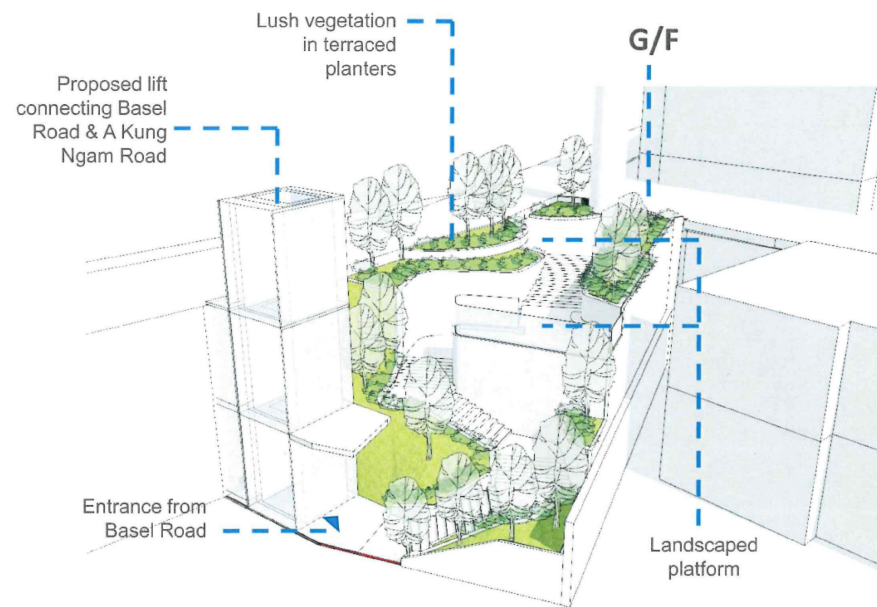 Lush vegetation
in terraced
planters
G/F
Proposed lift
connecting Basel
Road & A Kung
Ngam Road
Entrance from
Basel Road
Landscaped
platform